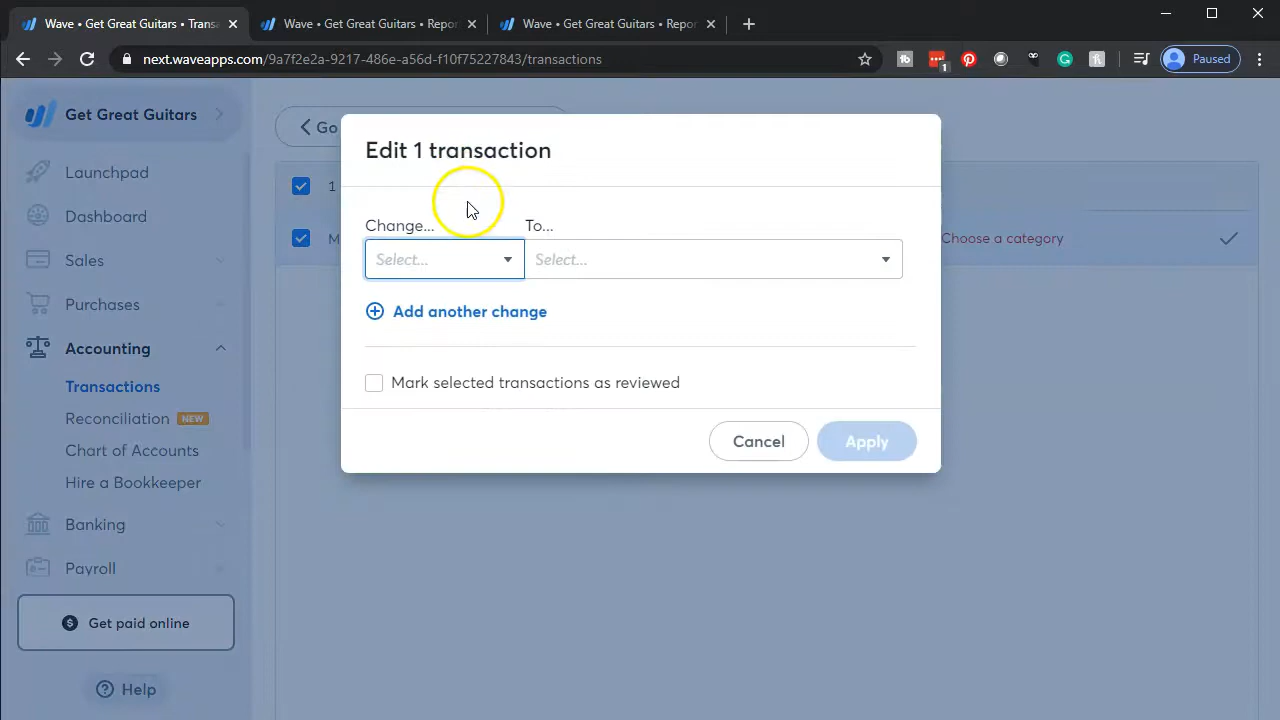 Wave • Get Great Guitars • Transa
Wave • Get Great Guitars • Repor
Wave • Get Great Guitars • Repor
next.waveapps.com/9a7f2e2a-9217-486e-a56d-f10f75227843/transactions
1
Paused
Get Great Guitars
Launchpad
Dashboard
Sales
Purchases
Accounting
Transactions
Reconciliation NEW
Chart of Accounts
Hire a Bookkeeper
Banking
Payroll
Get paid online
Help
Go
1
M
Choose a category
Edit 1 transaction
Change... To...
Select... Select...
Add another change
Mark selected transactions as reviewed
Cancel Apply